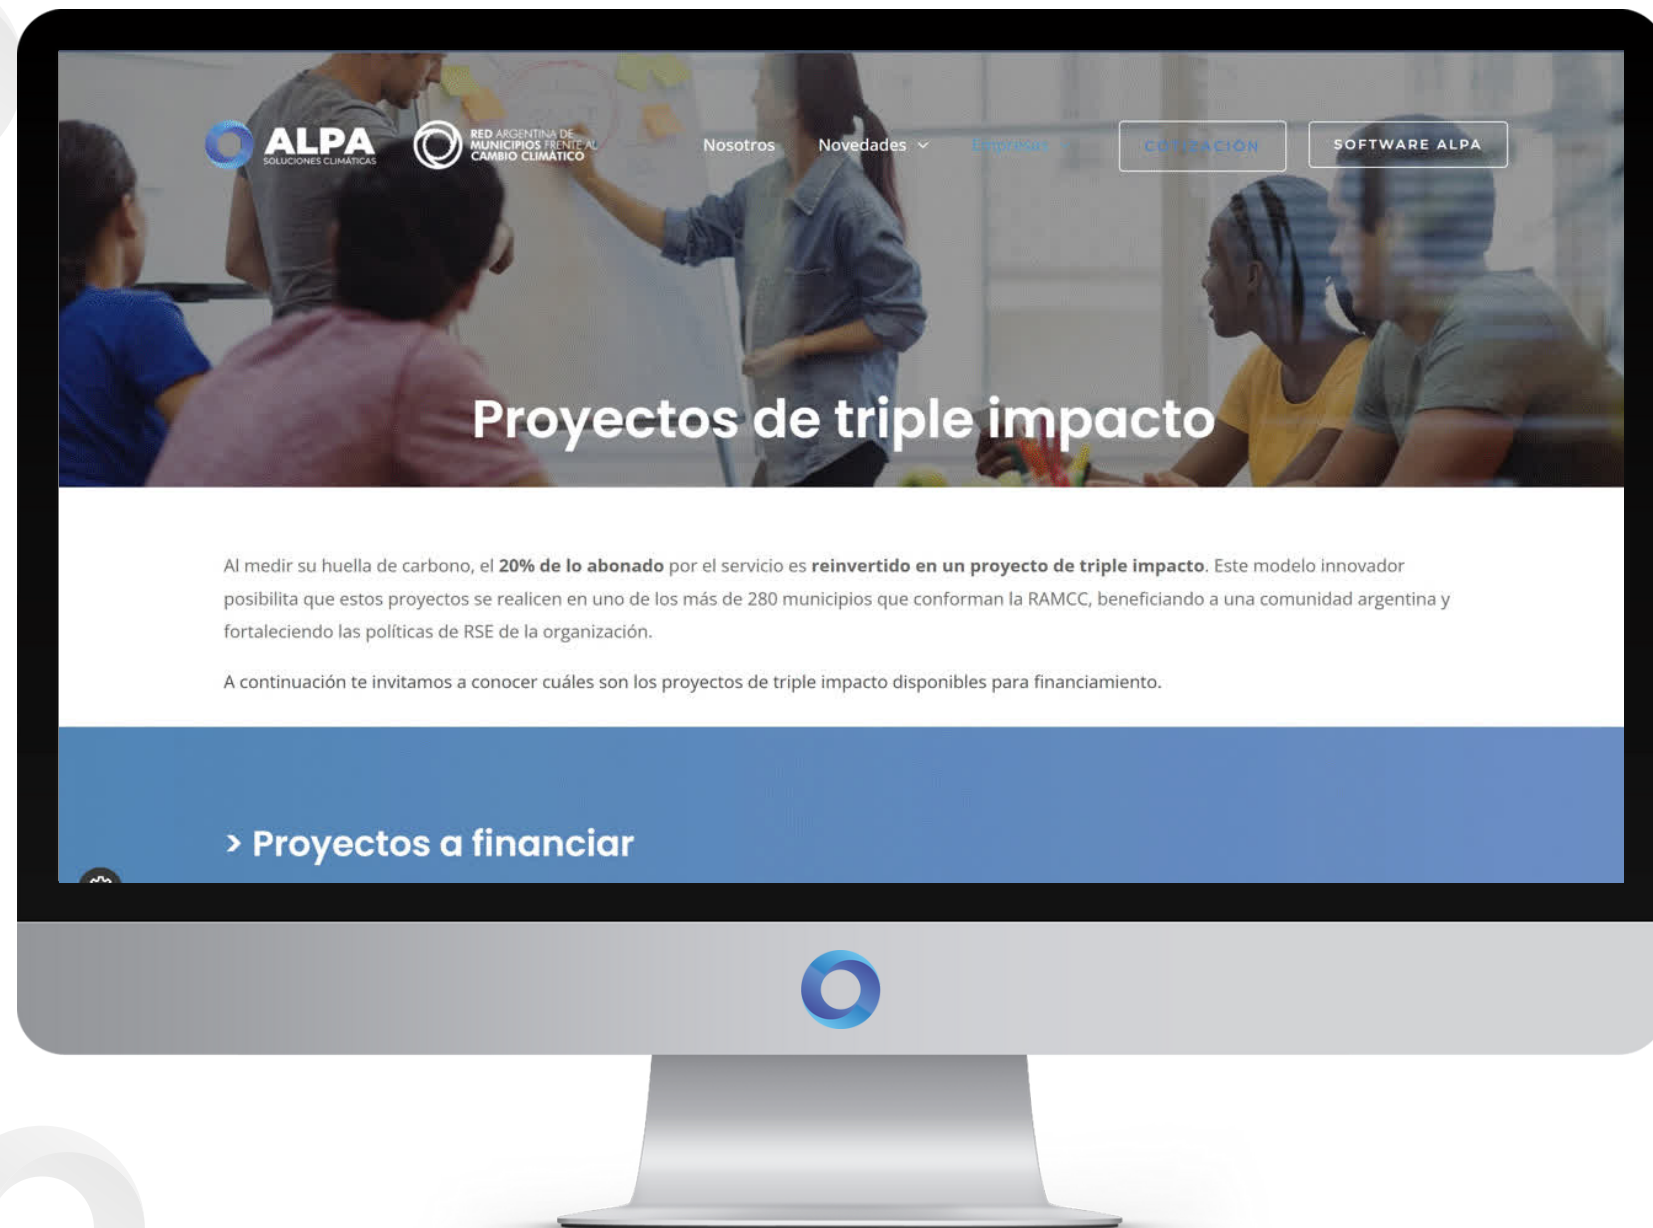 ALPA
SOLUCIONES CLIMÁTICAS
RED ARGENTINA DE
MUNICIPIOS FRENTE AL
CAMBIO CLIMÁTICO
Nosotros
Novedades
Empresas
COTIZACIÓN
SOFTWARE ALPA
Proyectos de triple impacto
Al medir su huella de carbono, el 20% de lo abonado por el servicio es reinvertido en un proyecto de triple impacto. Este modelo innovador
posibilita que estos proyectos se realicen en uno de los más de 280 municipios que conforman la RAMCC, beneficiando a una comunidad argentina y
fortaleciendo las políticas de RSE de la organización.
A continuación te invitamos a conocer cuáles son los proyectos de triple impacto disponibles para financiamiento.
> Proyectos a financiar